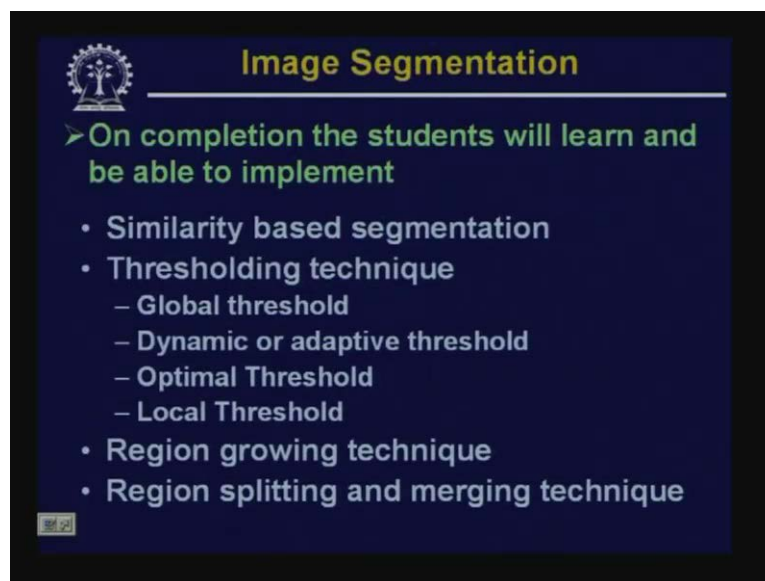 Image Segmentation
➢On completion the students will learn and
be able to implement
• Similarity based segmentation
• Thresholding technique
– Global threshold
– Dynamic or adaptive threshold
– Optimal Threshold
– Local Threshold
• Region growing technique
• Region splitting and merging technique